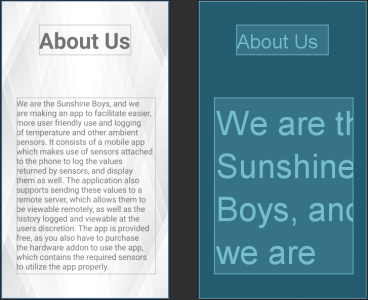 About Us
We are the Sunshine Boys, and we
are making an app to facilitate easier,
more user friendly use and logging
of temperature and other ambient
sensors. It consists of a mobile app
which makes use of sensors attached
to the phone to log the values
returned by sensors, and display
them as well. The application also
supports sending these values to a
remote server, which allows them to
be viewable remotely, as well as the
history logged and viewable at the
users discretion. The app is provided
free, as you also have to purchase
the hardware addon to use the app,
which contains the required sensors
to utilize the app properly.
About Us
We are th
Sunshine
Boys, and
we are